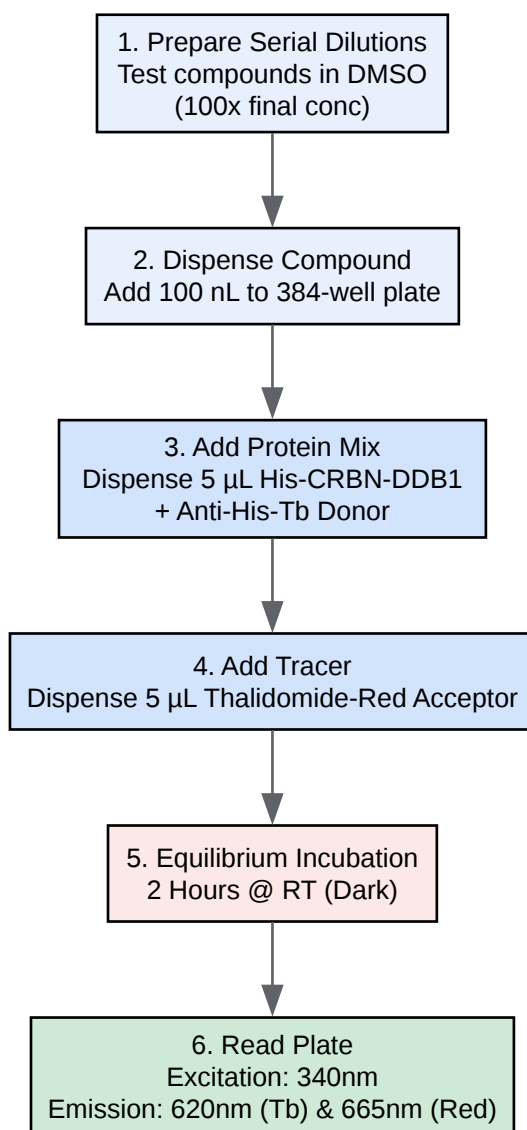 1. Prepare Serial Dilutions
Test compounds in DMSO
(100x final conc)
2. Dispense Compound
Add 100 nL to 384-well plate
3. Add Protein Mix
Dispense 5 µL His-CRBN-DDB1
+ Anti-His-Tb Donor
4. Add Tracer
Dispense 5 µL Thalidomide-Red Acceptor
5. Equilibrium Incubation
2 Hours @ RT (Dark)
6. Read Plate
Excitation: 340nm
Emission: 620nm (Tb) & 665nm (Red)